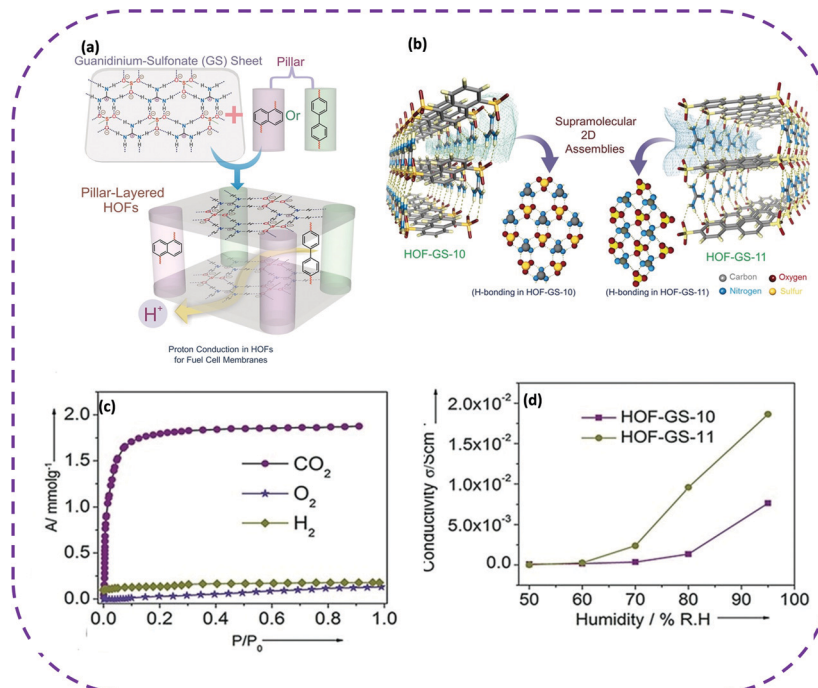 (a)
Guanidinium-Sulfonate (GS) Sheet
Pillar
Or
Pillar-Layered
HOFs
H⁺
Proton Conduction in HOFs
for Fuel Cell Membranes
(b)
Supramolecular
2D
Assemblies
HOF-GS-10
HOF-GS-11
(H-bonding in HOF-GS-10)
(H-bonding in HOF-GS-11)
Carbon
Oxygen
Nitrogen
Sulfur
(c)
A/ mmolg⁻¹
2.0
1.5
1.0
0.5
0.0
CO₂
O₂
H₂
0.0
0.2
0.4
0.6
0.8
1.0
P/P₀
(d)
Conductivity σ/Scm⁻¹
2.0x10⁻²
1.5x10⁻²
1.0x10⁻²
5.0x10⁻³
0.0
HOF-GS-10
HOF-GS-11
50
60
70
80
90
100
Humidity / % R.H